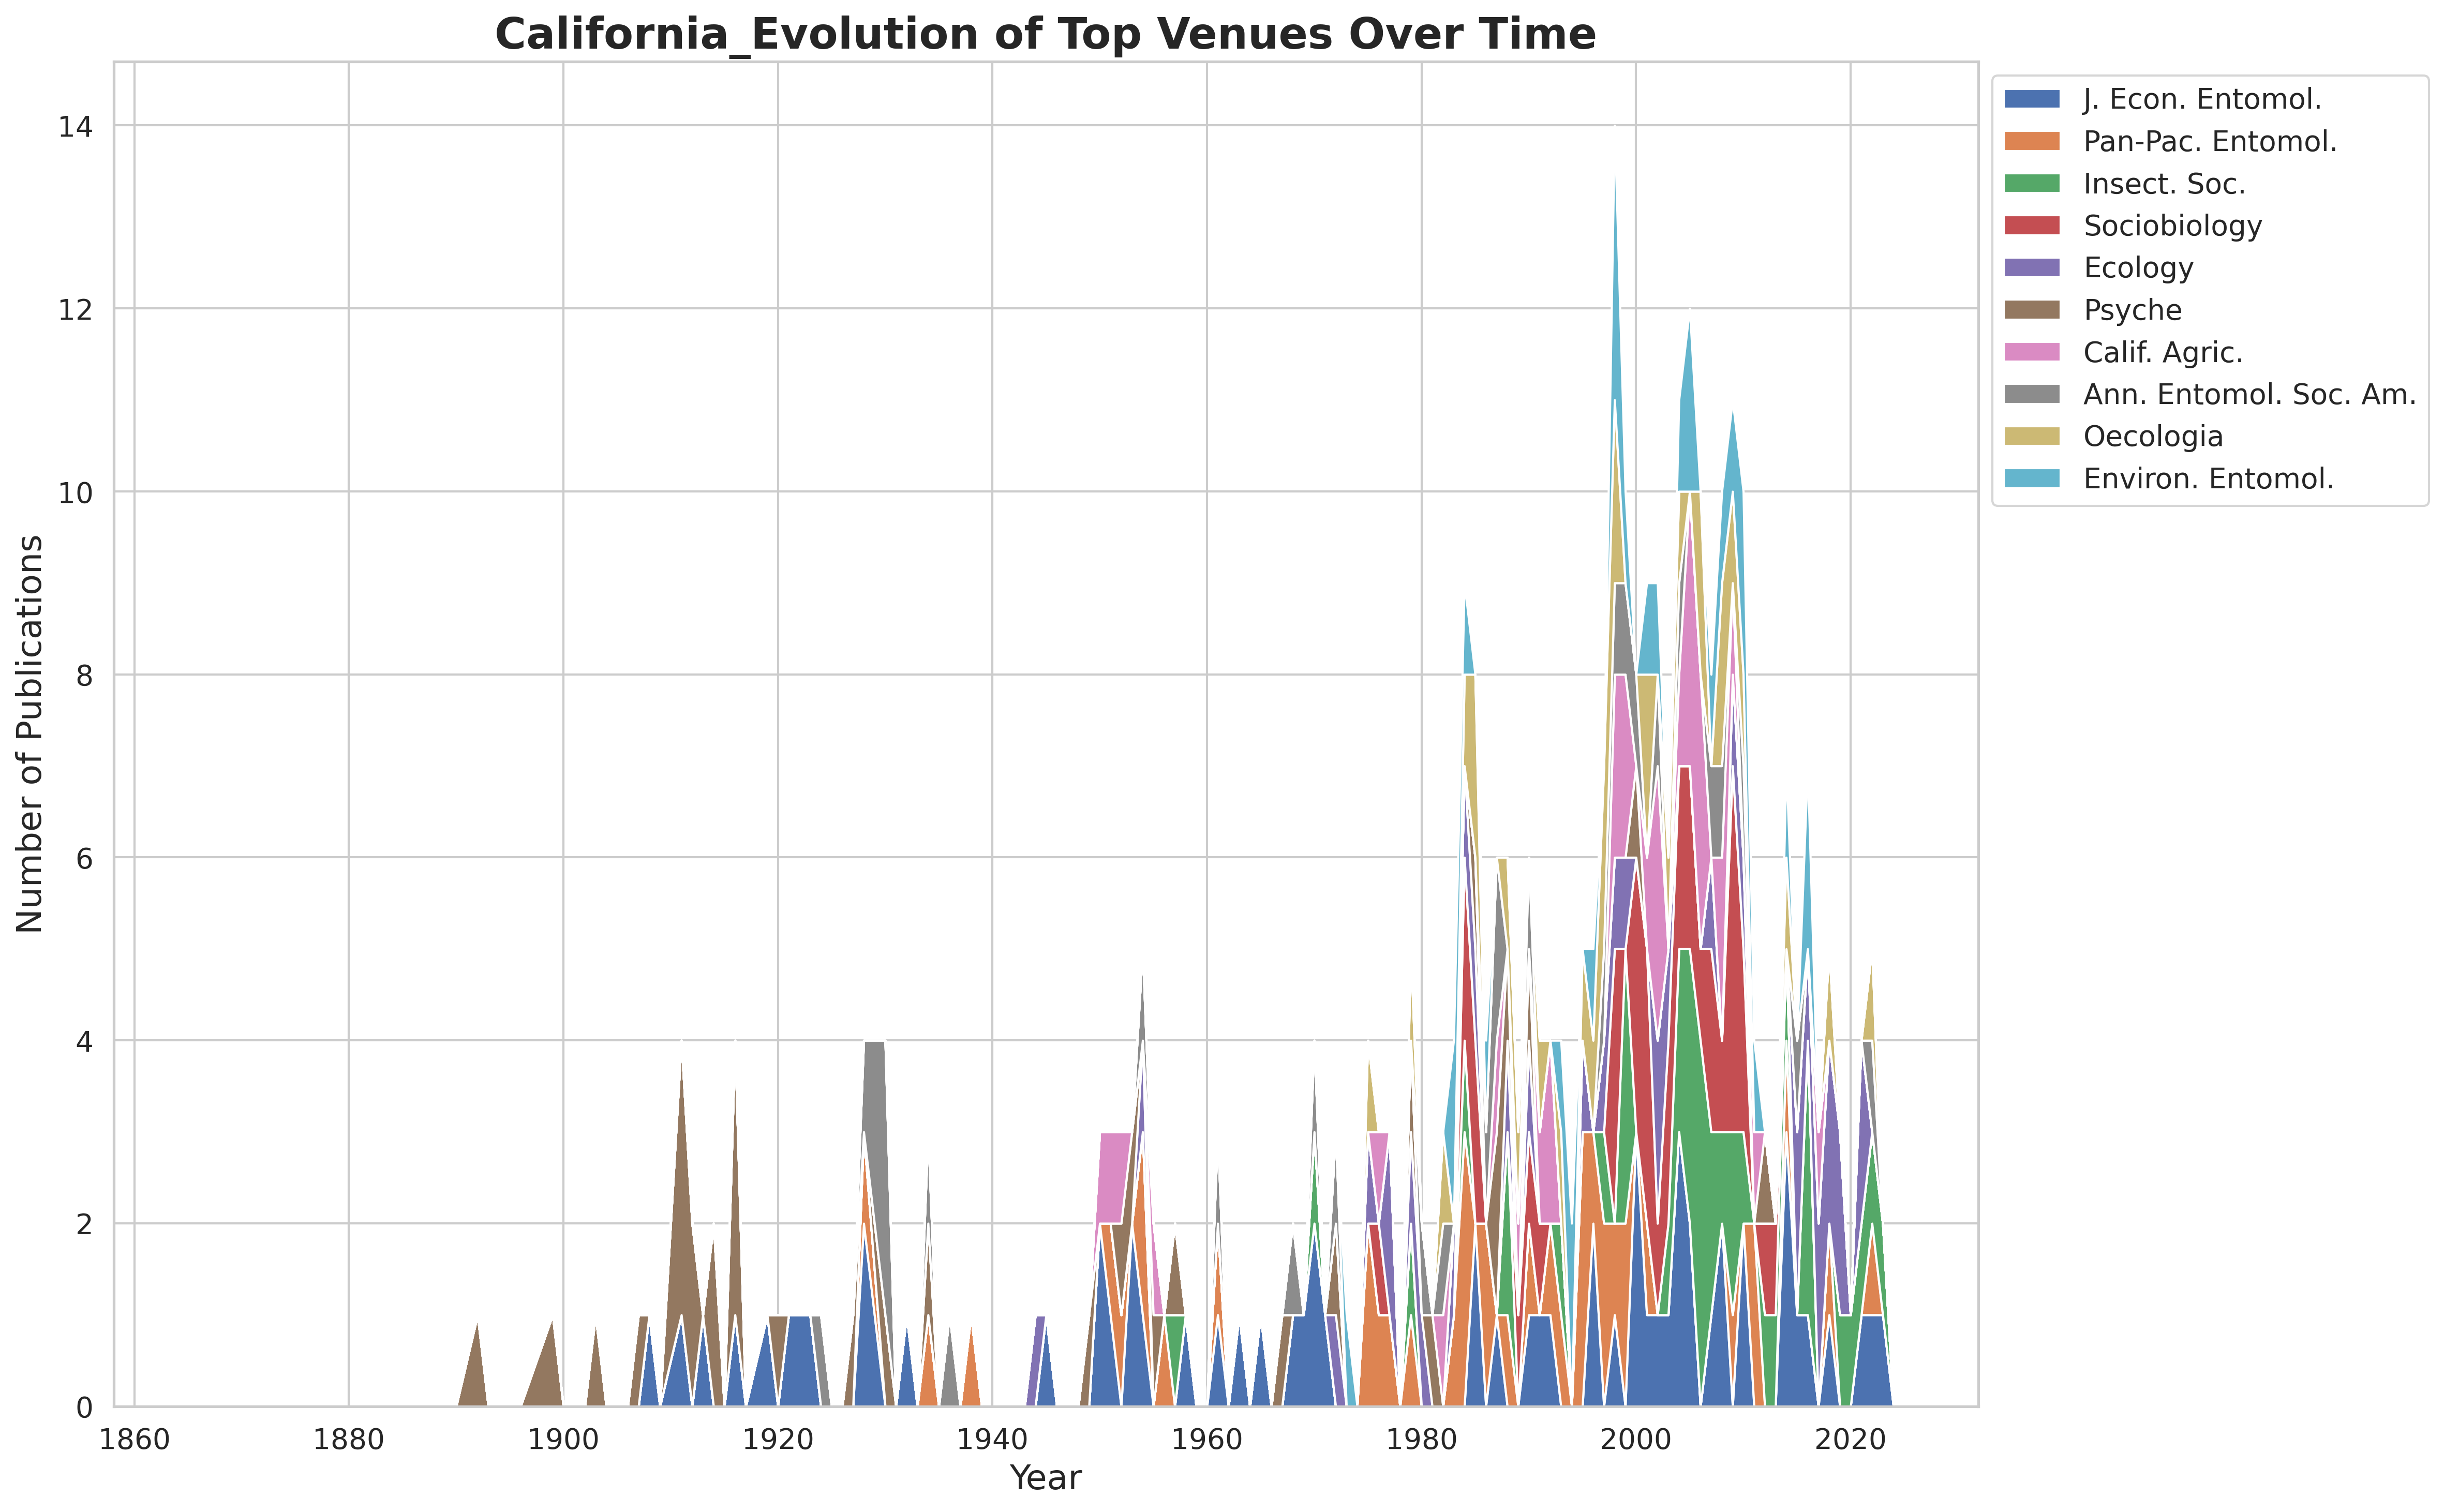 California_Evolution of Top Venues Over Time
Number of Publications
14
12
10
8
6
4
2
0
1860 1880 1900 1920 1940 1960 1980 2000 2020
Year
J. Econ. Entomol.
Pan-Pac. Entomol.
Insect. Soc.
Sociobiology
Ecology
Psyche
Calif. Agric.
Ann. Entomol. Soc. Am.
Oecologia
Environ. Entomol.